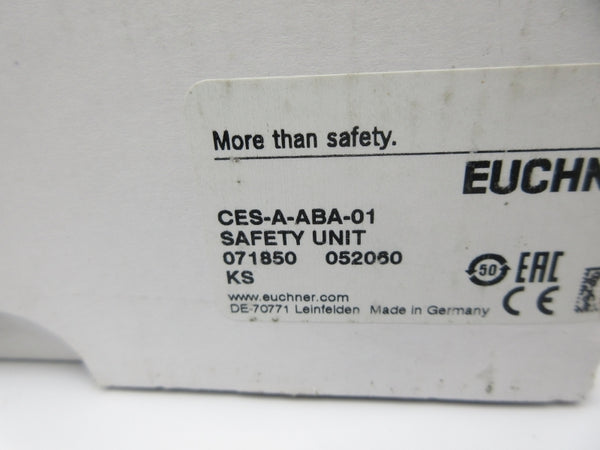 More than safety.
EUCHN
CES-A-ABA-01
SAFETY UNIT
071850 052060
KS
50 EAC
www.euchner.com
CE
DE-70771 Leinfelden Made in Germany